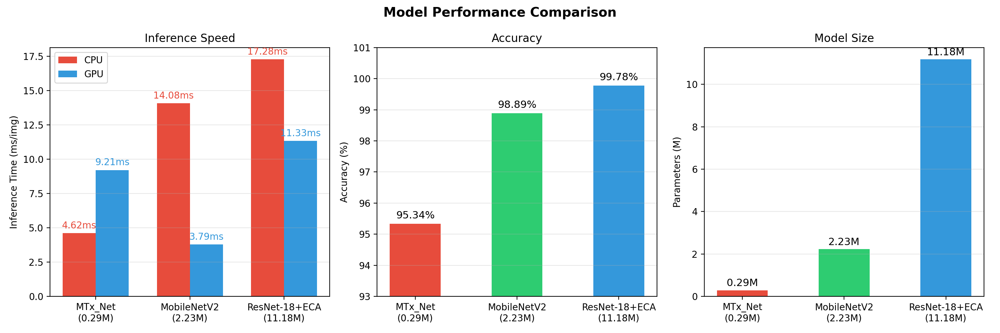 Model Performance Comparison
Inference Speed
Inference Time (ms/img)
17.5
15.0
12.5
10.0
7.5
5.0
2.5
0.0
CPU
GPU
4.62ms
9.21ms
14.08ms
3.79ms
17.28ms
11.33ms
MTx_Net
(0.29M)
MobileNetV2
(2.23M)
ResNet-18+ECA
(11.18M)
Accuracy
Accuracy (%)
101
100
99
98
97
96
95
94
93
95.34%
98.89%
99.78%
MTx_Net
(0.29M)
MobileNetV2
(2.23M)
ResNet-18+ECA
(11.18M)
Model Size
Parameters (M)
10
8
6
4
2
0
0.29M
2.23M
11.18M
MTx_Net
(0.29M)
MobileNetV2
(2.23M)
ResNet-18+ECA
(11.18M)